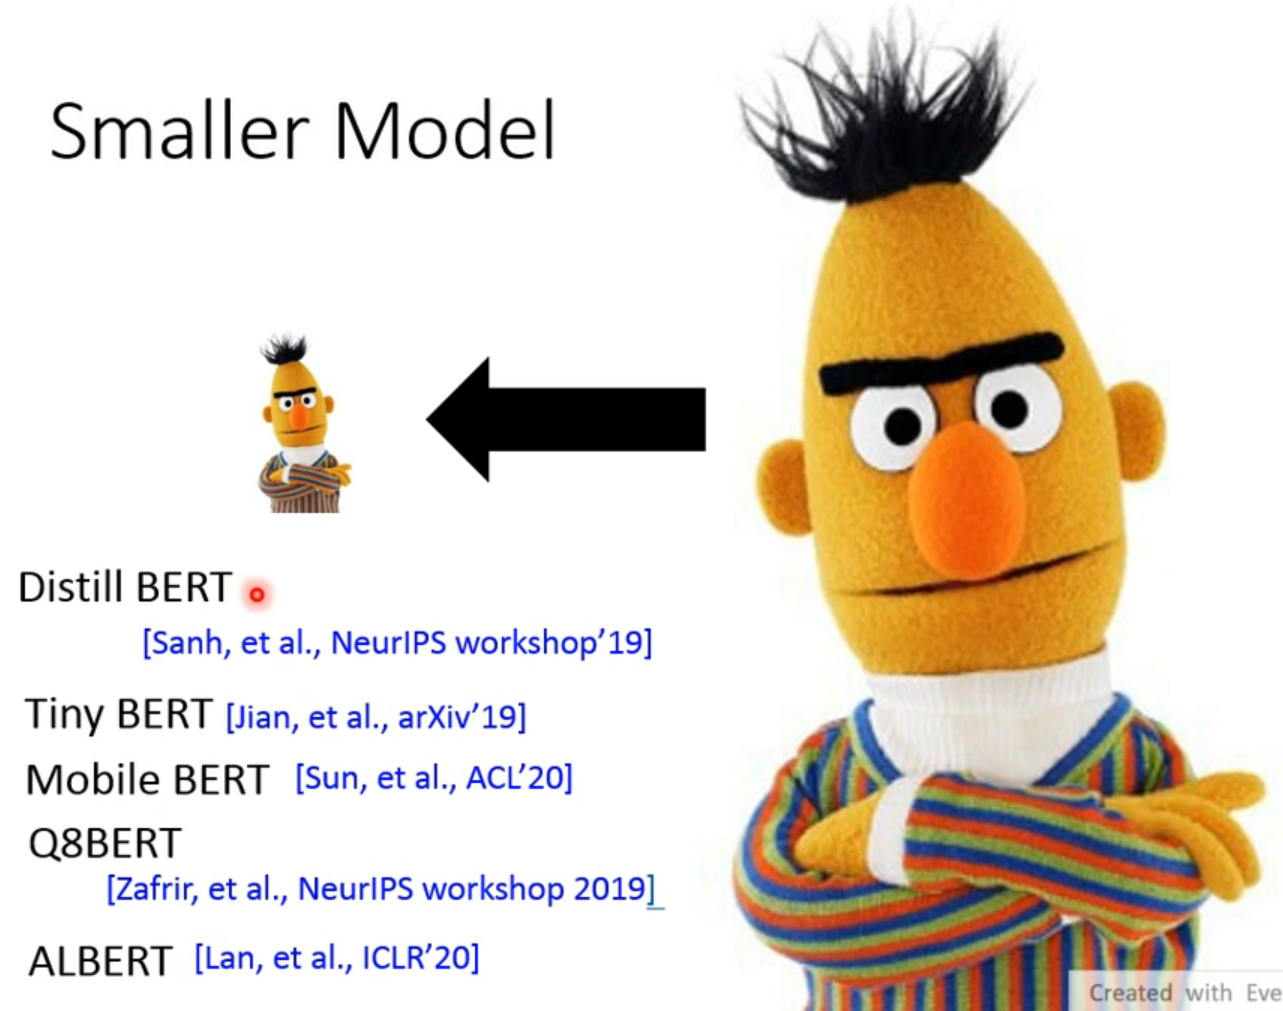 Smaller Model
Distill BERT
[Sanh, et al., NeurIPS workshop’19]
Tiny BERT [Jian, et al., arXiv’19]
Mobile BERT [Sun, et al., ACL’20]
Q8BERT
[Zafrir, et al., NeurIPS workshop 2019]
ALBERT [Lan, et al., ICLR’20]
Created with Eve